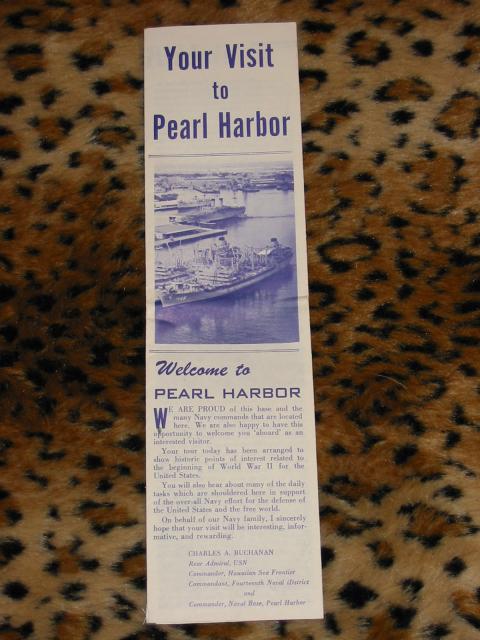 Your Visit
to
Pearl Harbor
Welcome to
PEARL HARBOR
WE ARE PROUD of this base and the
many Navy commands that are located
here. We are also happy to have this
opportunity to welcome you 'aboard' as an
interested visitor.
Your tour today has been arranged to
show historic points of interest related to
the beginning of World War II for the
United States.
You will also hear about many of the daily
tasks which are shouldered here in support
of the over-all Navy effort for the defense
of the United States and the free world.
On behalf of our Navy family, I sincerely
hope that your visit will be interesting, infor-
mative, and rewarding.
CHARLES A. BUCHANAN
Rear Admiral, USN
Commander, Hawaiian Sea Frontier
Commandant, Fourteenth Naval District
and
Commander, Naval Base, Pearl Harbor